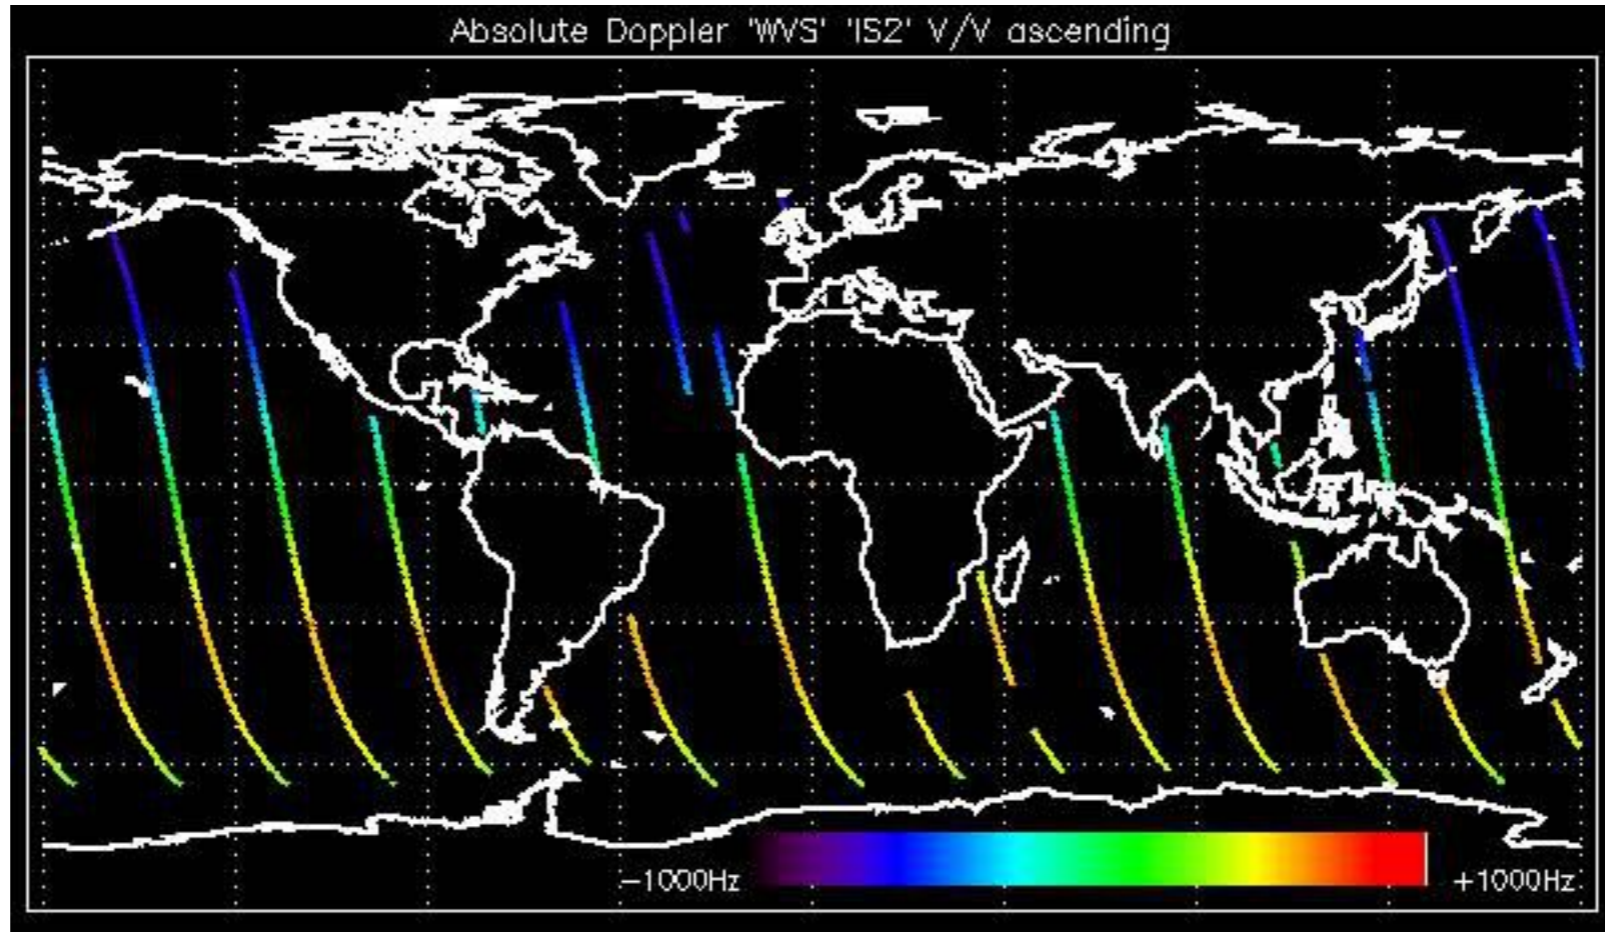 Absolute Doppler 'WVS' 'IS2' V/V ascending
−1000Hz +1000Hz